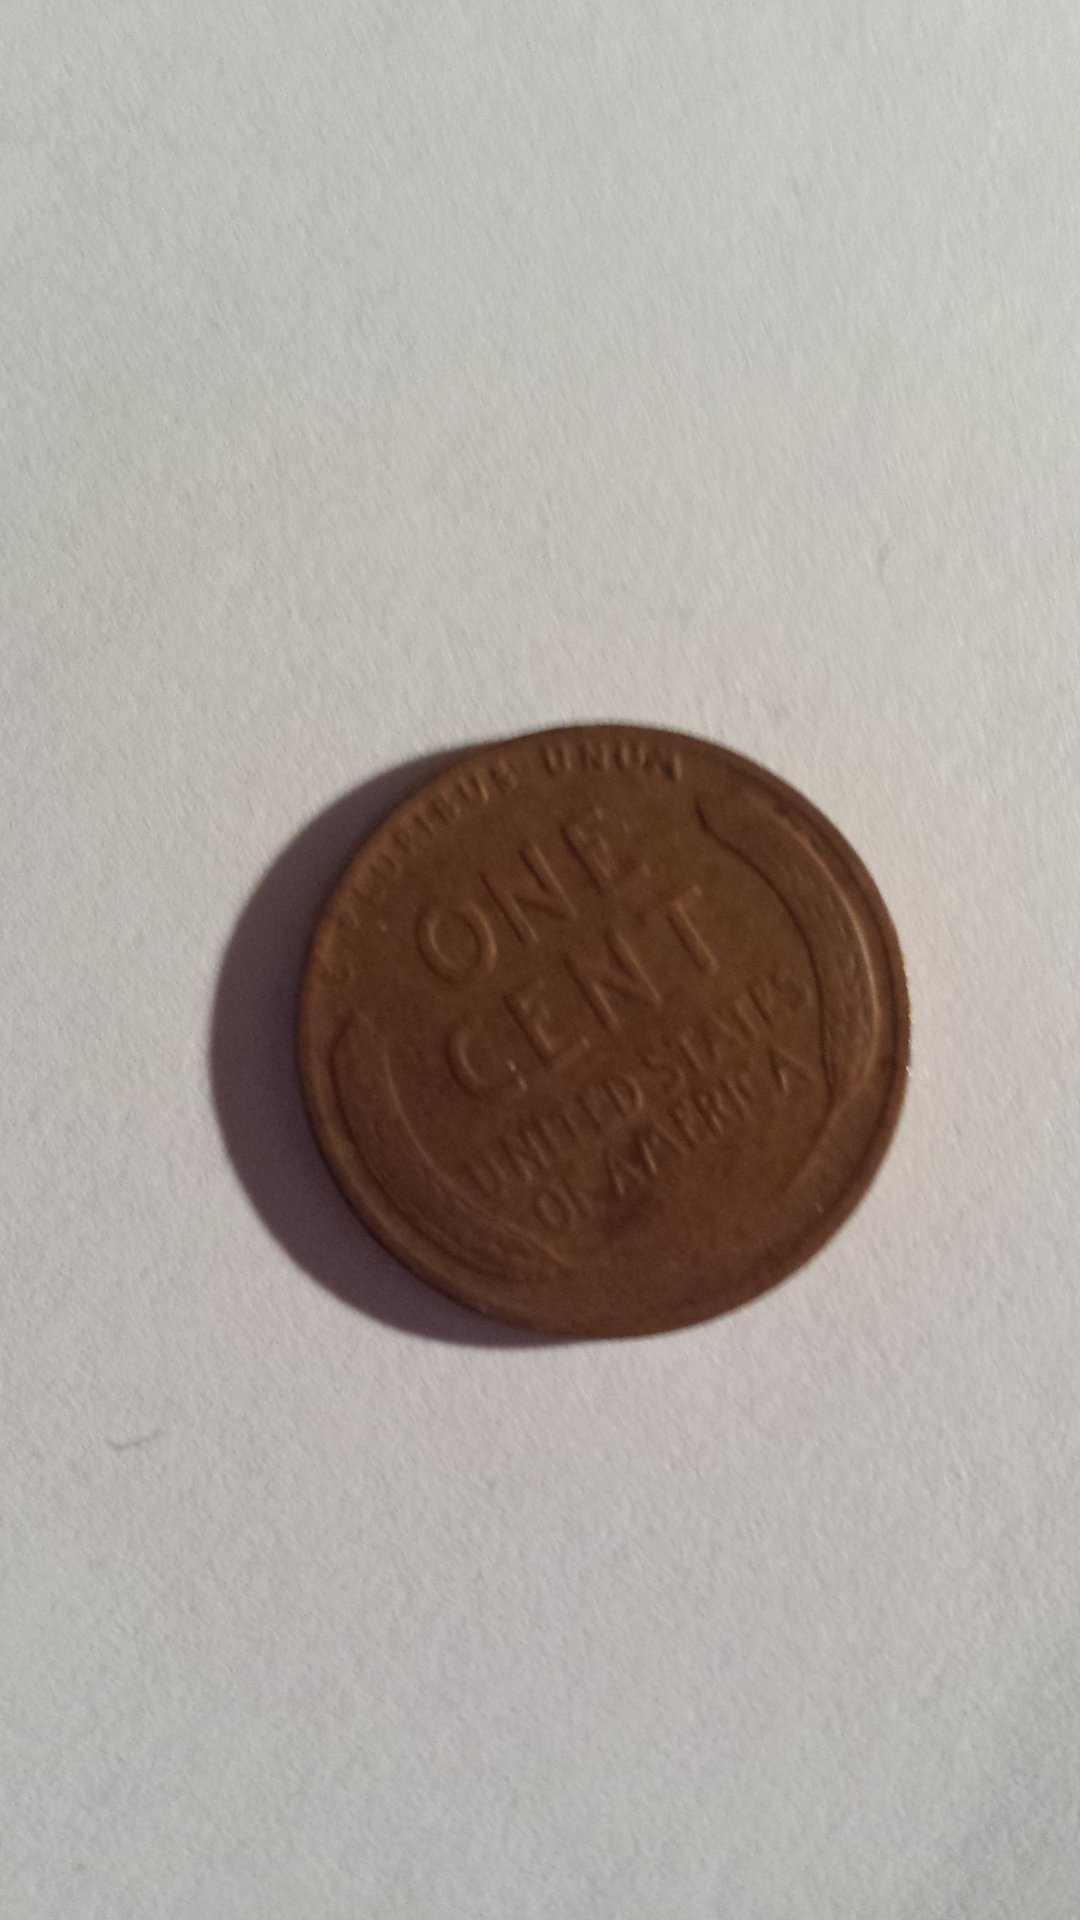 E PLURIBUS UNUM
ONE
CENT
UNITED STATES
OF AMERICA